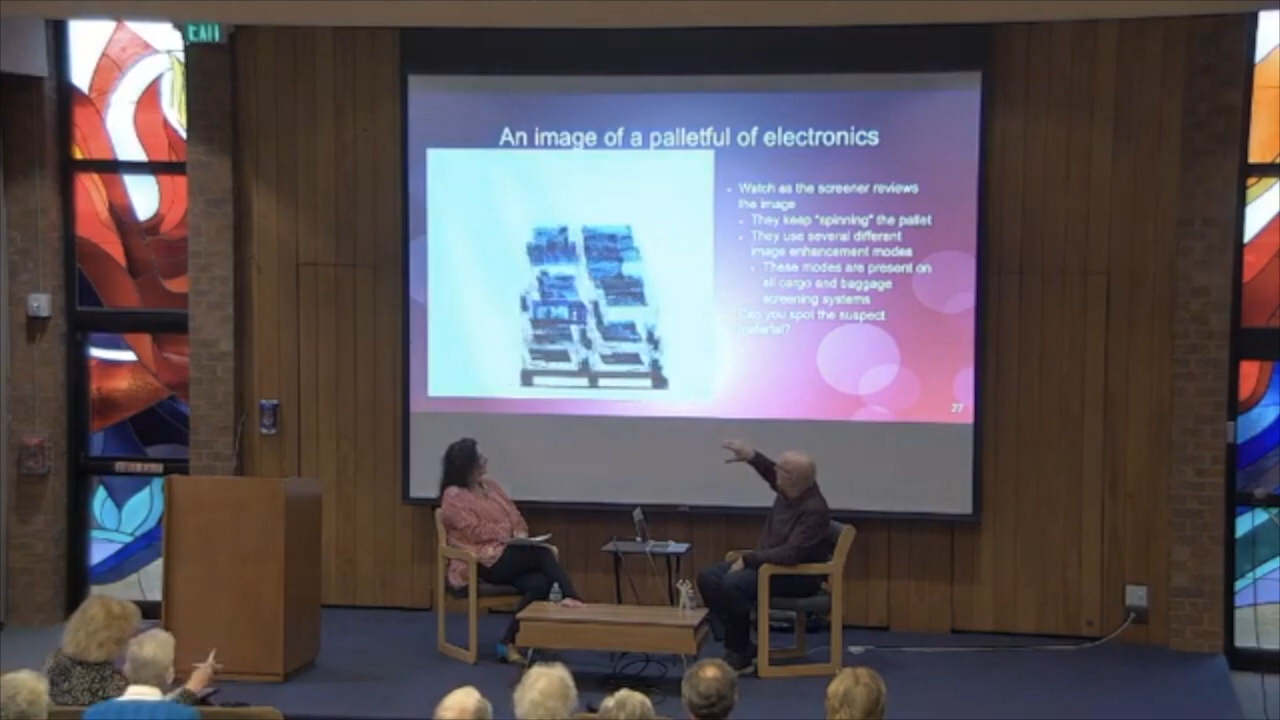 EXIT
An image of a palletful of electronics
Watch as the screener reviews
the image
They keep "spinning" the pallet
They use several different
image enhancement modes
These modes are present on
all cargo and baggage
screening systems
Can you spot the suspect
material?
27